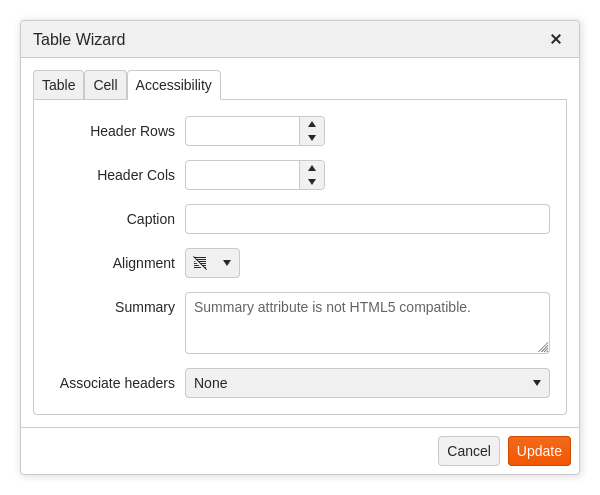 Table Wizard
Table Cell Accessibility
Header Rows
Header Cols
Caption
Alignment
Summary Summary attribute is not HTML5 compatible.
Associate headers None
Cancel Update